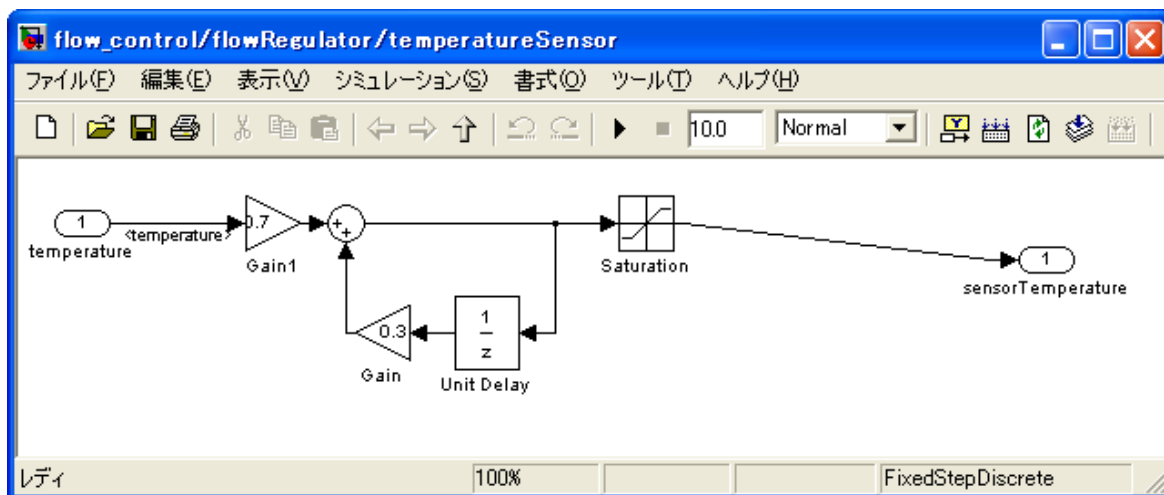 flow_control/flowRegulator/temperatureSensor
ファイル(F) 編集(E) 表示(V) シミュレーション(S) 書式(O) ツール(T) ヘルプ(H)
10.0 Normal
1
temperature
<temperature>
0.7
Gain1
+
+
Saturation
1
sensorTemperature
0.3
Gain
1
z
Unit Delay
レディ 100% FixedStepDiscrete